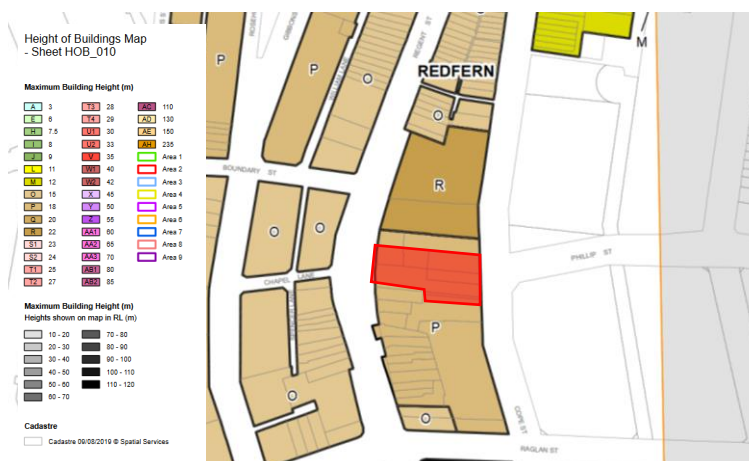 Height of Buildings Map
- Sheet HOB_010
Maximum Building Height (m)
A 3
E 6
H 7.5
I 8
J 9
L 11
M 12
O 15
P 18
Q 20
R 22
S1 23
S2 24
T1 25
T2 27
T3 28
T4 29
U1 30
U2 33
V 35
W1 40
W2 42
X 45
Y 50
Z 55
AA1 60
AA2 65
AA3 70
AB1 80
AB2 85
AC 110
AD 130
AE 150
AH 235
Area 1
Area 2
Area 3
Area 4
Area 5
Area 6
Area 7
Area 8
Area 9
Maximum Building Height (m)
Heights shown on map in RL (m)
10 - 20
20 - 30
30 - 40
40 - 50
50 - 60
60 - 70
70 - 80
80 - 90
90 - 100
100 - 110
110 - 120
Cadastre
Cadastre 09/08/2019 © Spatial Services
GIBBONS
REGENT ST
WILLIAM LANE
M
P
P
O
REDFERN
O
BOUNDARY ST
R
O
O
PHILLIP ST
CHAPEL LANE
P
O
O
COPE ST
RAGLAN ST